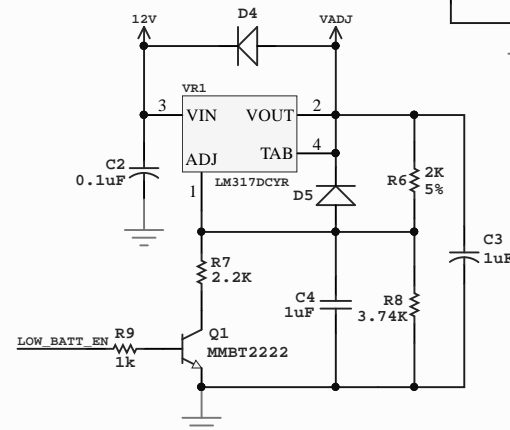 D4
12V
VADJ
VR1
3
VIN
VOUT
2
TAB
4
ADJ
1
LM317DCYR
C2
0.1uF
D5
R6
2K
5%
C3
1uF
R7
2.2K
C4
1uF
R8
3.74K
Q1
MMBT2222
LOW_BATT_EN
R9
1k